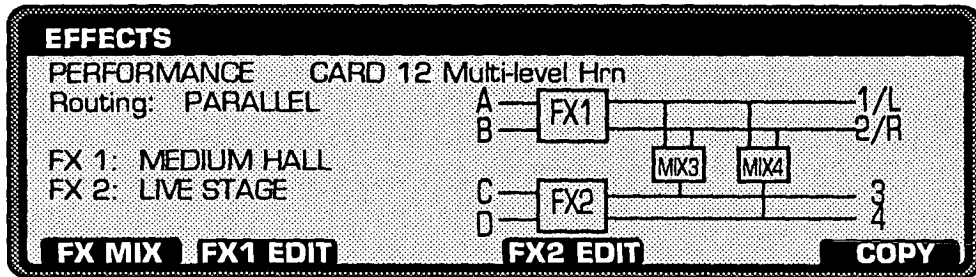 EFFECTS
PERFORMANCE CARD 12 Multi-level Hrn
Routing: PARALLEL
A
B
FX1
1/L
2/R
FX 1: MEDIUM HALL
FX 2: LIVE STAGE
MIX3
MIX4
C
D
FX2
3
4
FX MIX FX1 EDIT FX2 EDIT COPY